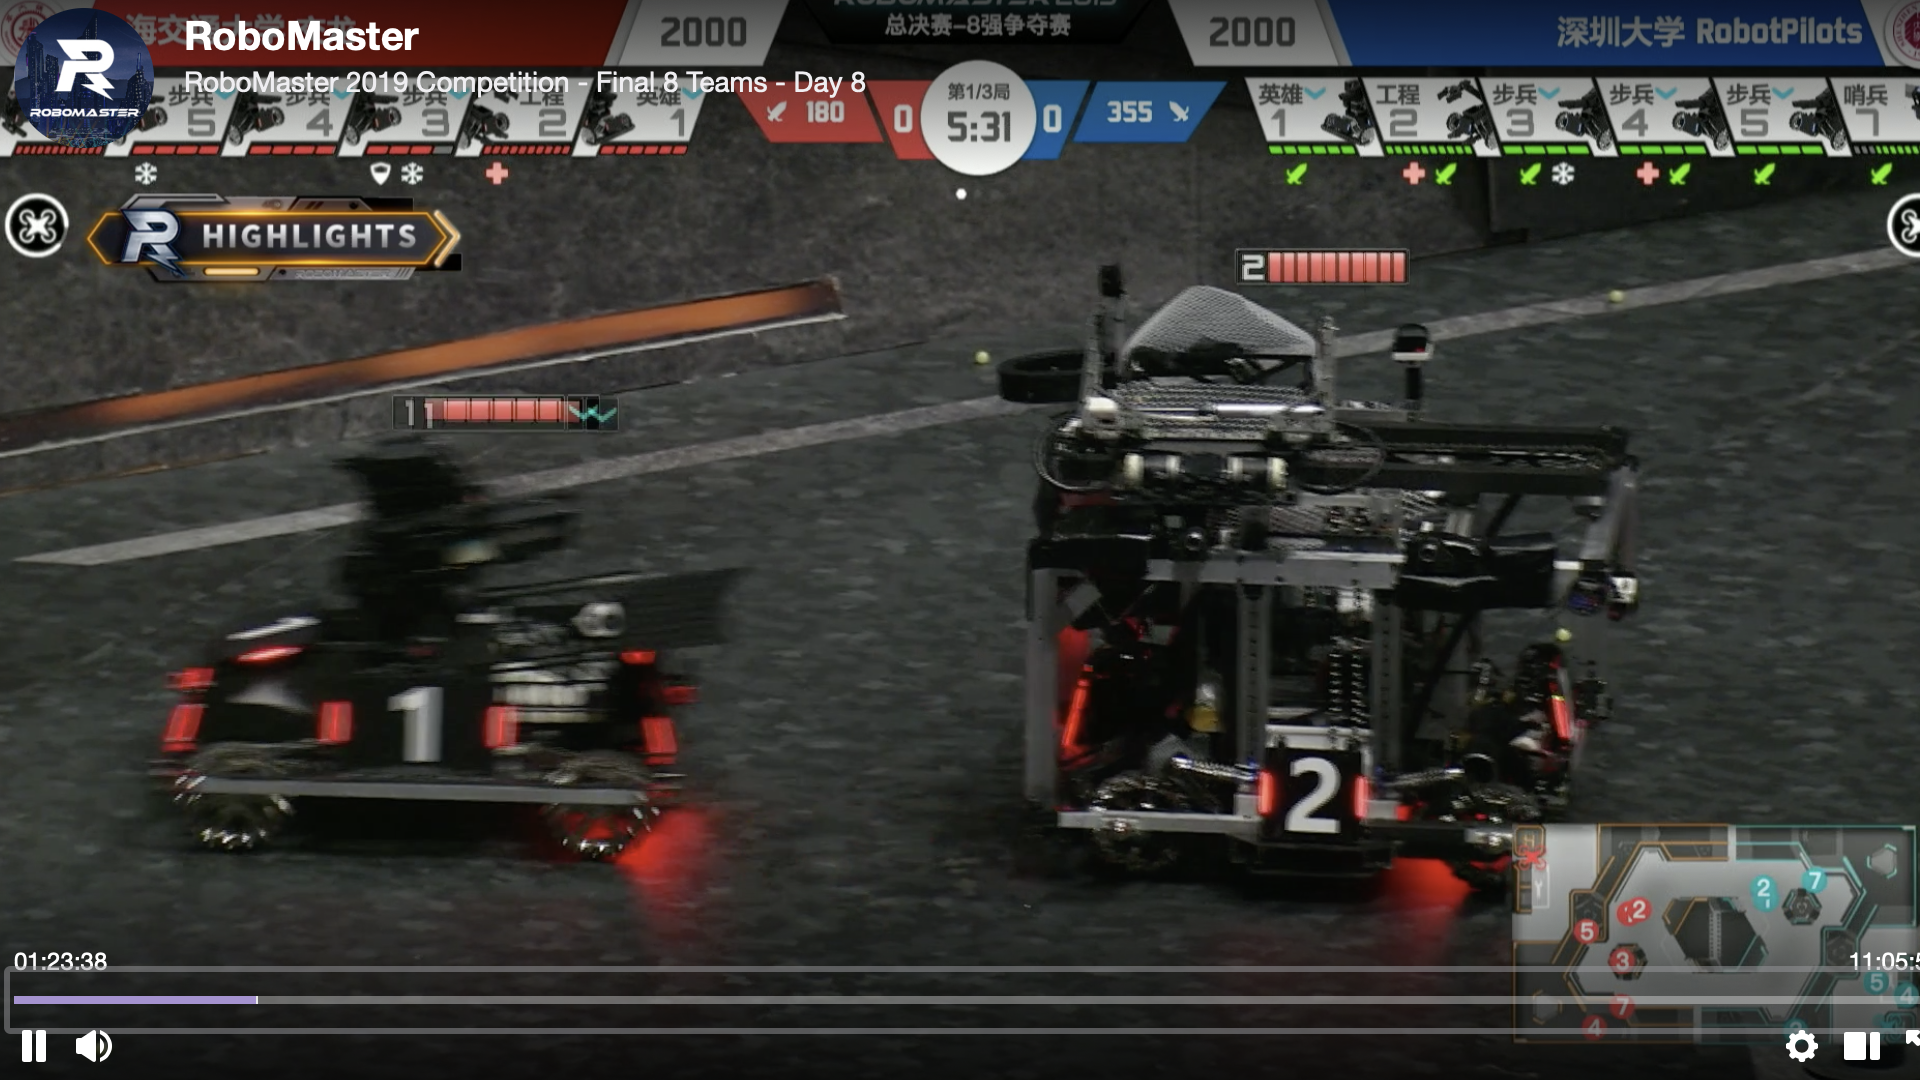 RoboMaster
RoboMaster 2019 Competition - Final 8 Teams - Day 8
ROBOMASTER
海交通大学
2000
总决赛-8强争夺赛
2000
深圳大学 RobotPilots
步兵 5
步兵 4
步兵 3
工程 2
英雄 1
180
0
第1/3局
5:31
0
355
英雄 1
工程 2
步兵 3
步兵 4
步兵 5
哨兵 7
HIGHLIGHTS
2
1
1
2
2
7
2
5
3
7
4
5
4
01:23:38
11:05:5